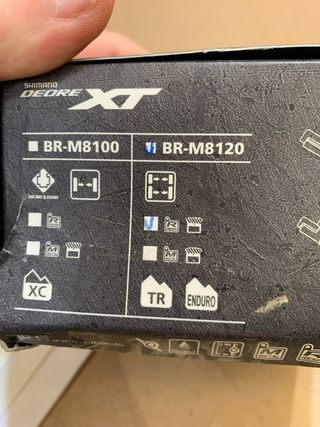 SHIMANO
DEORE XT
BR-M8100
BR-M8120
R
R
M
M
XC
TR
ENDURO